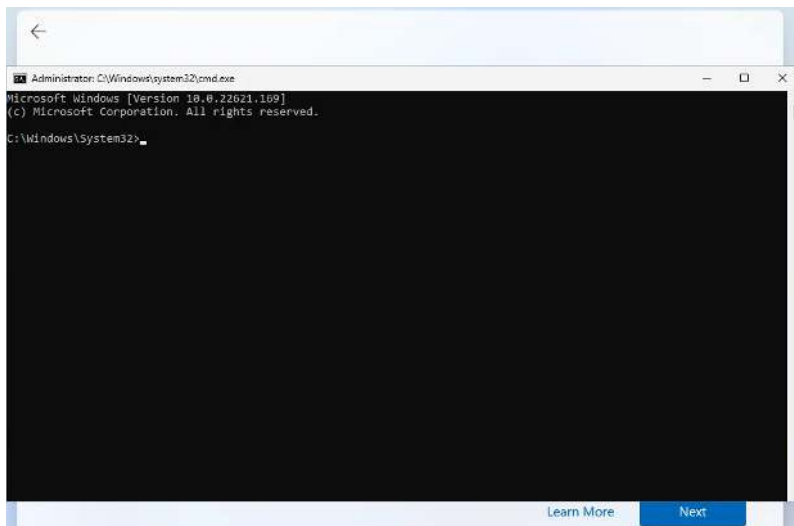 Administrator: C:\Windows\system32\cmd.exe
Microsoft Windows [Version 10.0.22621.169]
(c) Microsoft Corporation. All rights reserved.
C:\Windows\System32>
Learn More
Next